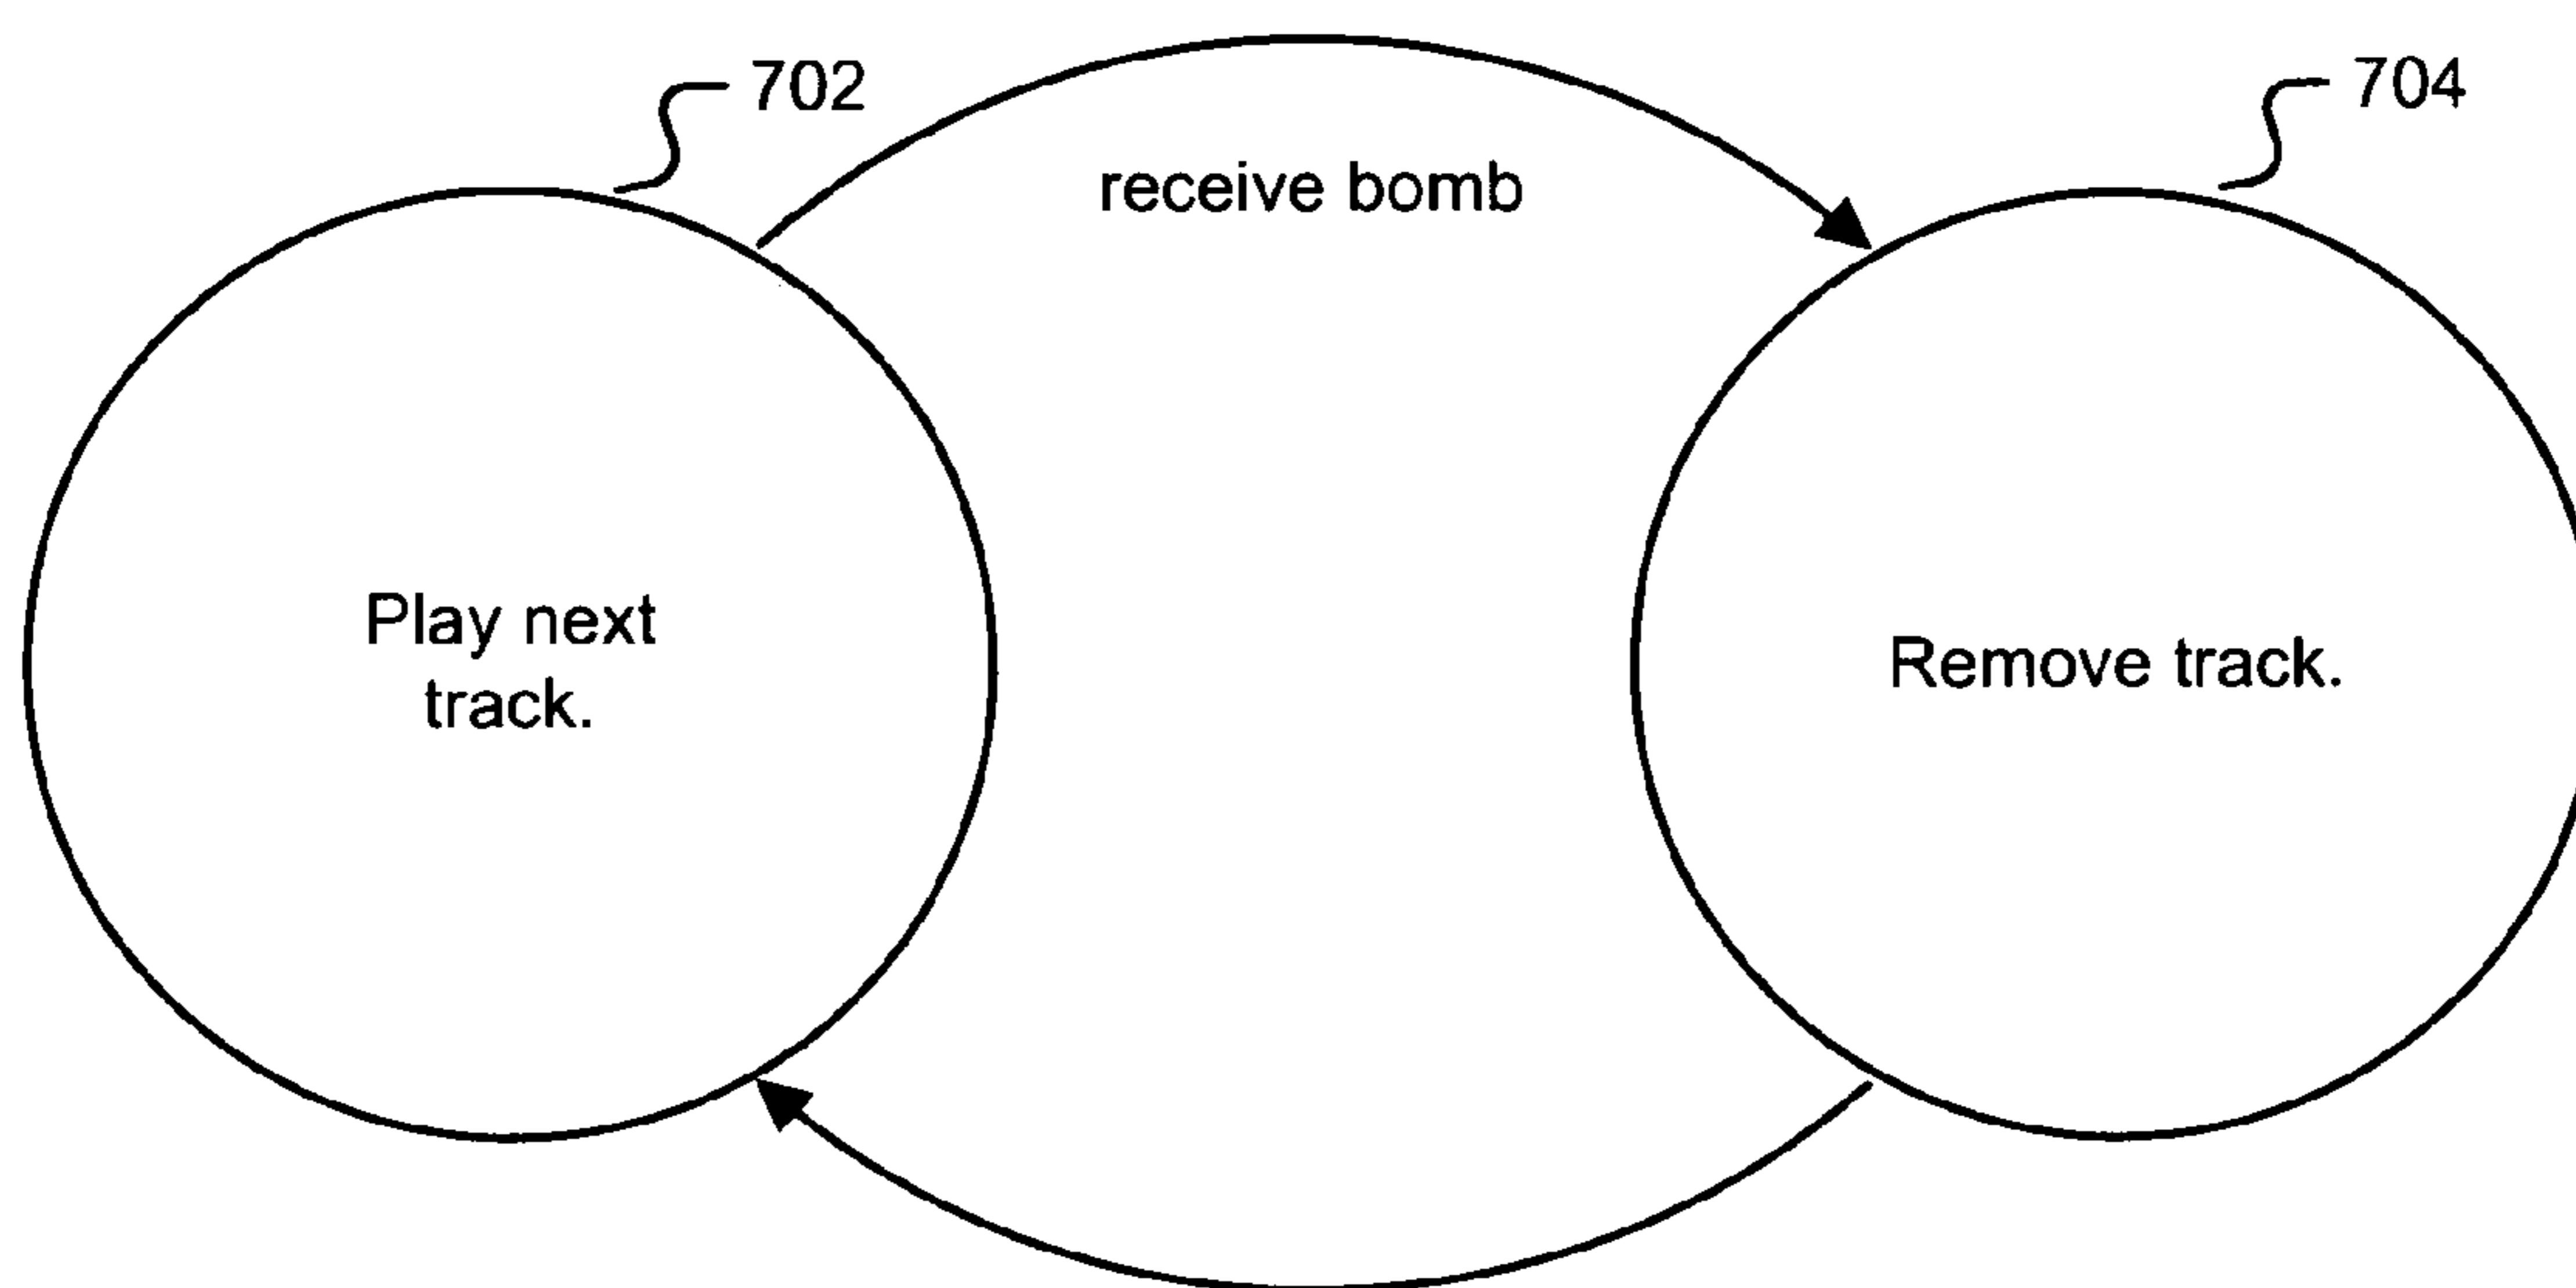 702
704
receive bomb
Play next
track.
Remove track.